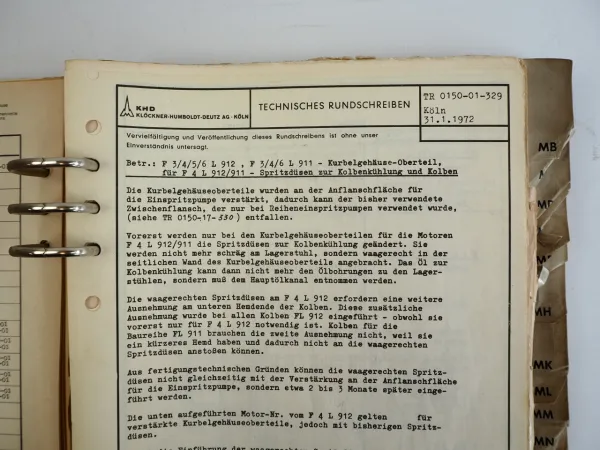 KHD
KLÖCKNER-HUMBOLDT-DEUTZ AG · KÖLN
TECHNISCHES RUNDSCHREIBEN
TR 0150-01-329
Köln
31.1.1972
Vervielfältigung und Veröffentlichung dieses Rundschreibens ist ohne unser
Einverständnis untersagt.
Betr.: F 3/4/5/6 L 912 , F 3/4/6 L 911 - Kurbelgehäuse-Oberteil,
für F 4 L 912/911 - Spritzdüsen zur Kolbenkühlung und Kolben
Die Kurbelgehäuseoberteile wurden an der Anflanschfläche für
die Einspritzpumpe verstärkt, dadurch kann der bisher verwendete
Zwischenflansch, der nur bei Reiheneinspritzpumpen verwendet wurde,
(siehe TR 0150-17-330) entfallen.
Vorerst werden nur bei den Kurbelgehäuseoberteilen für die Motoren
F 4 L 912/911 die Spritzdüsen zur Kolbenkühlung geändert. Sie
werden nicht mehr schräg am Lagerstuhl, sondern waagerecht in der
seitlichen Wand des Kurbelgehäuseoberteils angebracht. Das Öl zur
Kolbenkühlung kann dann nicht mehr den Ölbohrungen zu den Lager-
stühlen, sondern muß dem Hauptölkanal entnommen werden.
Die waagerechten Spritzdüsen am F 4 L 912 erfordern eine weitere
Ausnehmung am unteren Hemdende der Kolben. Diese zusätzliche
Ausnehmung wurde bei allen Kolben FL 912 eingeführt - obwohl sie
vorerst nur für F 4 L 912 notwendig ist. Kolben für die
Baureihe FL 911 brauchen die zweite Ausnehmung nicht, weil sie
ein kürzeres Hemd haben und dadurch nicht an die waagerechten
Spritzdüsen anstoßen können.
Aus fertigungstechnischen Gründen können die waagerechten Spritz-
düsen nicht gleichzeitig mit der Verstärkung an der Anflanschfläche
für die Einspritzpumpe, sondern etwa 2 bis 3 Monate später einge-
führt werden.
Die unten aufgeführten Motor-Nr. vom F 4 L 912 gelten für
verstärkte Kurbelgehäuseoberteile, jedoch mit bisherigen Spritz-
düsen.
MB
MD
MH
MK
ML
MM
MN